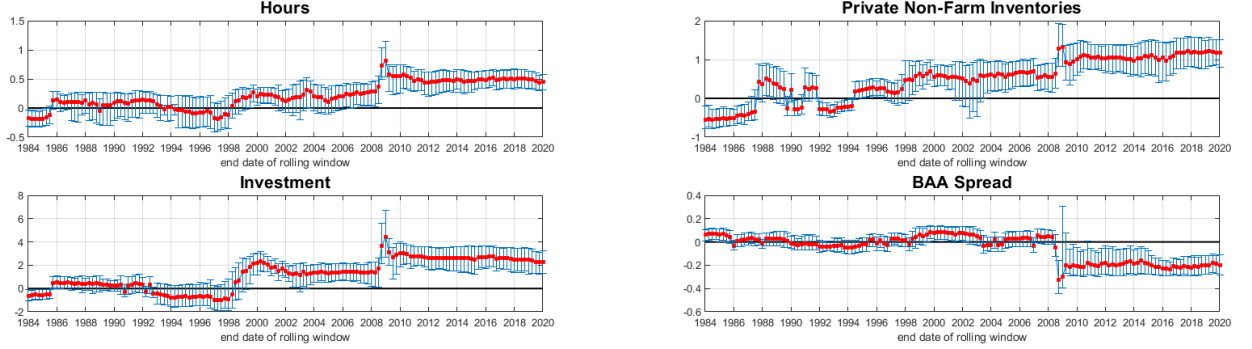 Hours
1.5
1
0.5
0
-0.5
1984 1986 1988 1990 1992 1994 1996 1998 2000 2002 2004 2006 2008 2010 2012 2014 2016 2018 2020
end date of rolling window
Private Non-Farm Inventories
2
1
0
-1
1984 1986 1988 1990 1992 1994 1996 1998 2000 2002 2004 2006 2008 2010 2012 2014 2016 2018 2020
end date of rolling window
Investment
8
6
4
2
0
-2
1984 1986 1988 1990 1992 1994 1996 1998 2000 2002 2004 2006 2008 2010 2012 2014 2016 2018 2020
end date of rolling window
BAA Spread
0.4
0.2
0
-0.2
-0.4
-0.6
1984 1986 1988 1990 1992 1994 1996 1998 2000 2002 2004 2006 2008 2010 2012 2014 2016 2018 2020
end date of rolling window